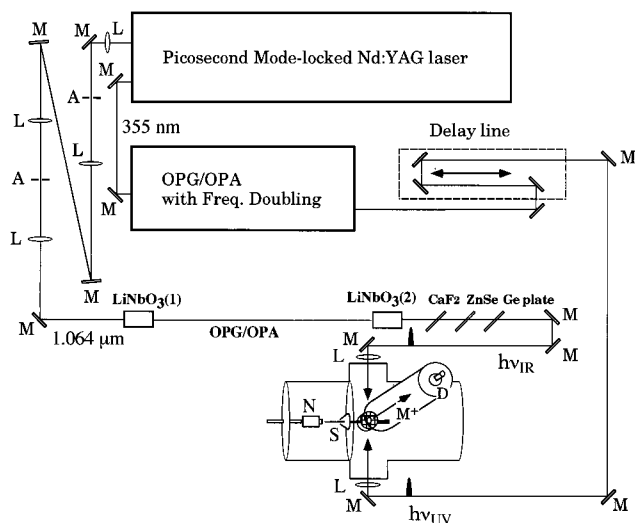 M
M
L
Picosecond Mode-locked Nd:YAG laser
M
A
L
355 nm
Delay line
M
L
A
M
OPG/OPA
with Freq. Doubling
L
M
LiNbO3(1)
LiNbO3(2)
CaF2
ZnSe
Ge plate
M
M
1.064 μm
OPG/OPA
M
M
L
hνIR
D
N
M+
S
L
M
hνUV
M